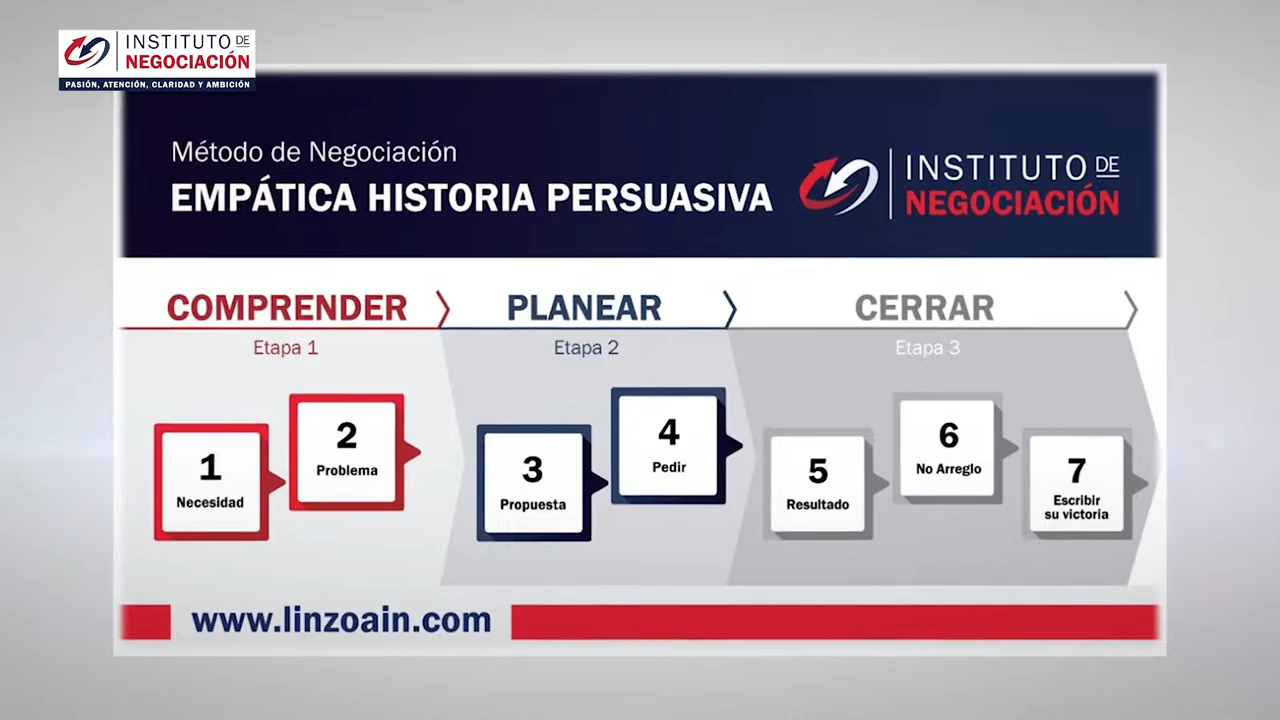 INSTITUTO DE
NEGOCIACIÓN
PASIÓN, ATENCIÓN, CLARIDAD Y AMBICIÓN
Método de Negociación
EMPÁTICA HISTORIA PERSUASIVA
INSTITUTO DE
NEGOCIACIÓN
COMPRENDER
Etapa 1
PLANEAR
Etapa 2
CERRAR
Etapa 3
1
Necesidad
2
Problema
3
Propuesta
4
Pedir
5
Resultado
6
No Arreglo
7
Escribir
su victoria
www.linzoain.com